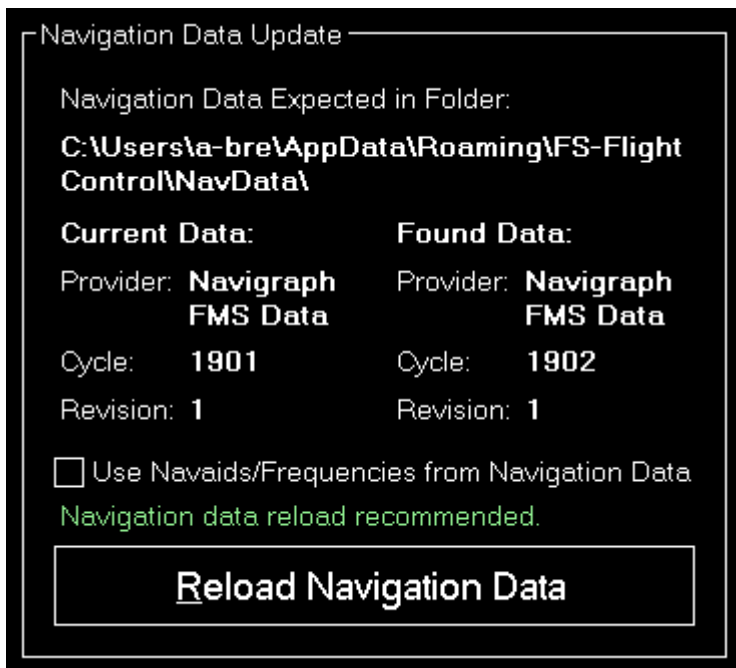 Navigation Data Update
Navigation Data Expected in Folder:
C:\Users\a-bre\AppData\Roaming\FS-Flight
Control\NavData\
Current Data: Found Data:
Provider: Navigraph Provider: Navigraph
FMS Data FMS Data
Cycle: 1901 Cycle: 1902
Revision: 1 Revision: 1
Use Navaids/Frequencies from Navigation Data
Navigation data reload recommended.
Reload Navigation Data